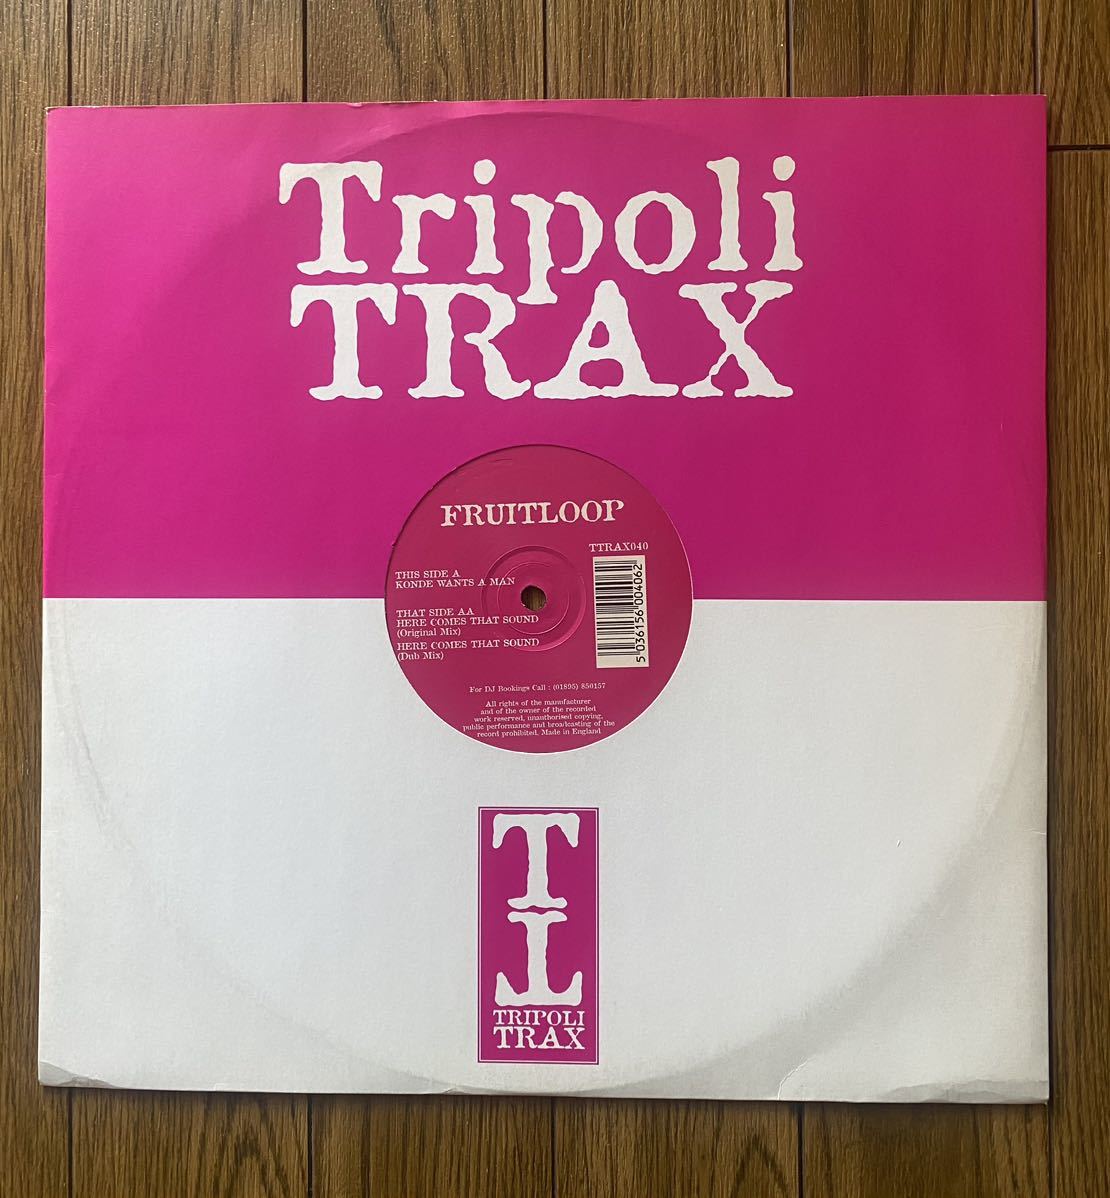 Tripoli
TRAX
FRUITLOOP
TTRAX040
THIS SIDE A
KONDE WANTS A MAN
THAT SIDE AA
HERE COMES THAT SOUND
(Original Mix)
HERE COMES THAT SOUND
(Dub Mix)
5 036156 004062
For DJ Bookings Call : (01895) 850157
All rights of the manufacturer
and of the owner of the recorded
work reserved, unauthorised copying,
public performance and broadcasting of the
record prohibited. Made in England
T
T
TRIPOLI
TRAX